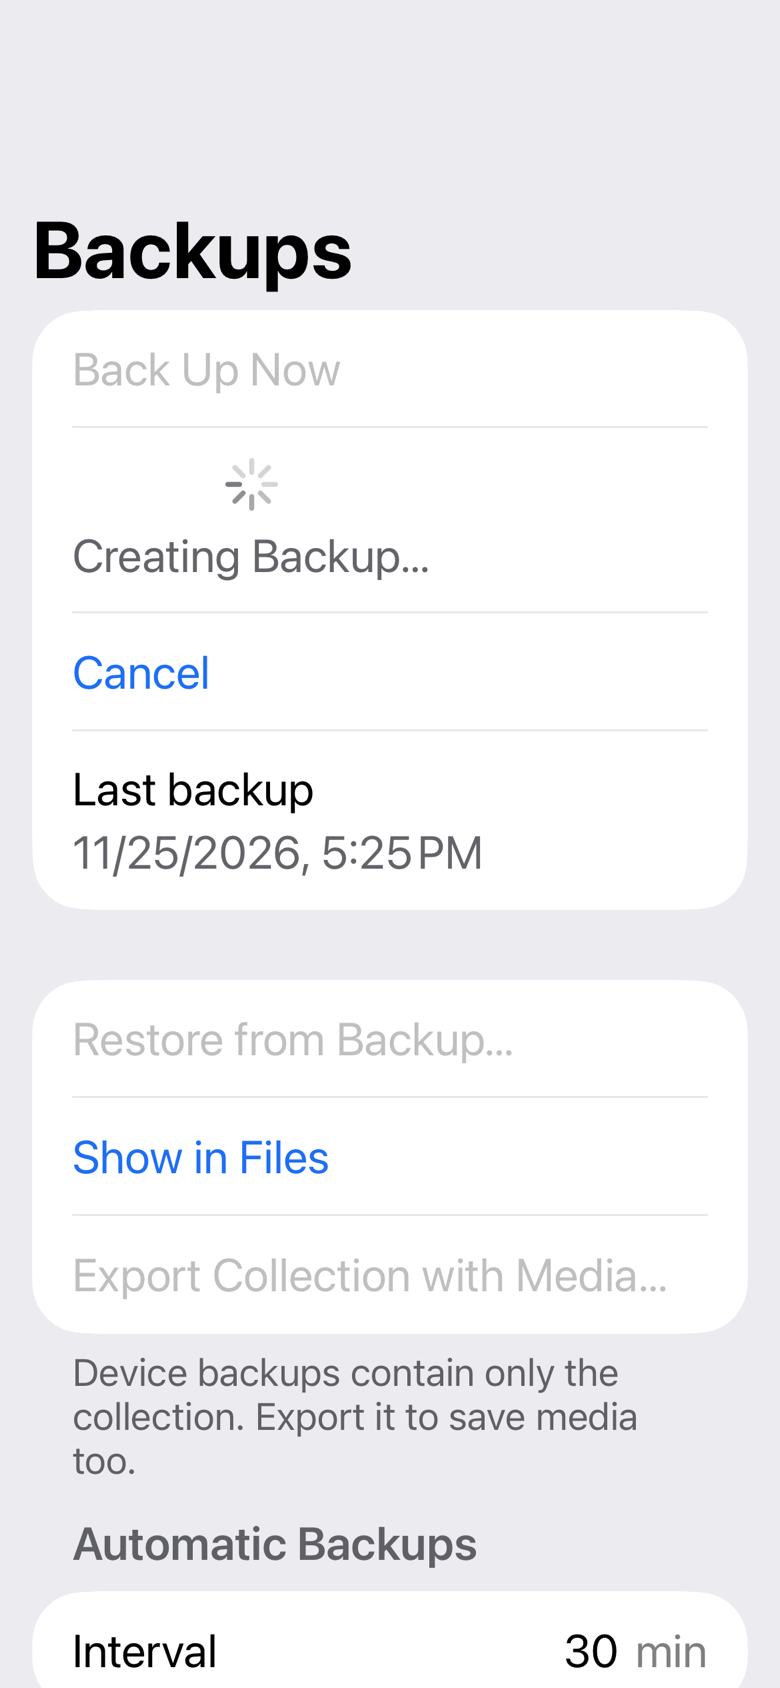 Backups
Back Up Now
Creating Backup...
Cancel
Last backup
11/25/2026, 5:25 PM
Restore from Backup...
Show in Files
Export Collection with Media...
Device backups contain only the
collection. Export it to save media
too.
Automatic Backups
Interval 30 min